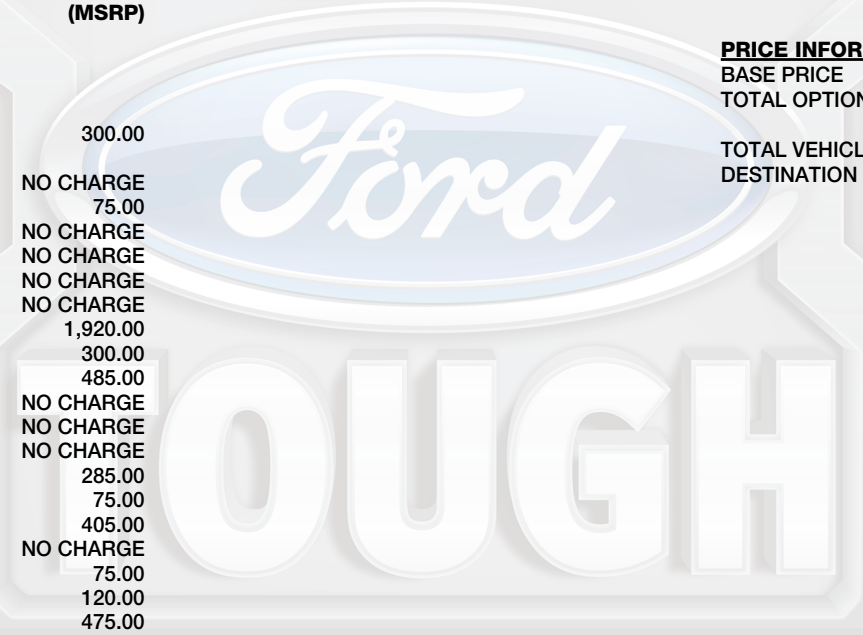 (MSRP)
300.00
NO CHARGE
75.00
NO CHARGE
NO CHARGE
NO CHARGE
NO CHARGE
1,920.00
300.00
485.00
NO CHARGE
NO CHARGE
NO CHARGE
285.00
75.00
405.00
NO CHARGE
75.00
120.00
475.00
PRICE INFOR
BASE PRICE
TOTAL OPTION
TOTAL VEHICL
DESTINATION
Ford
TOUGH